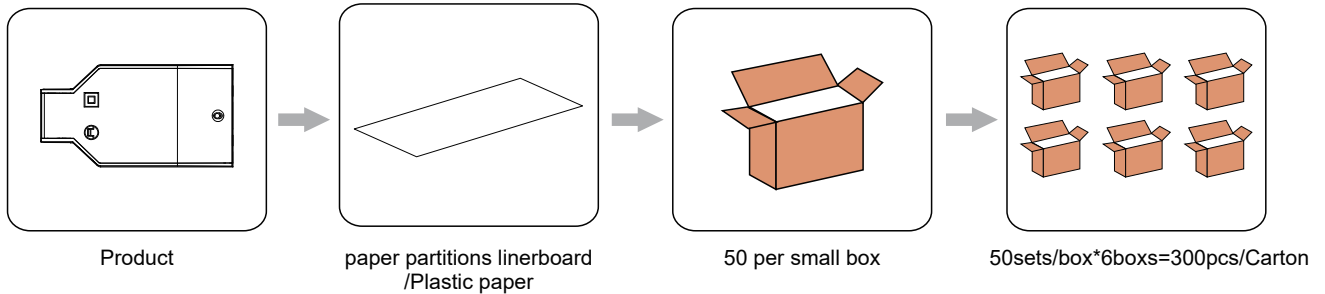 Product
paper partitions linerboard
/Plastic paper
50 per small box
50sets/box*6boxs=300pcs/Carton